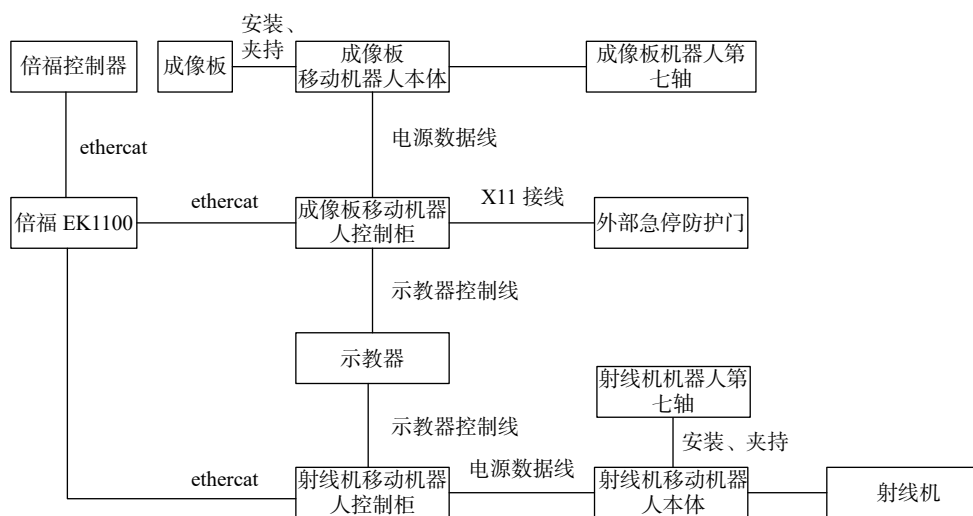 安装、
夹持
倍福控制器
成像板
成像板
移动机器人本体
成像板机器人第
七轴
ethercat
电源数据线
倍福 EK1100
ethercat
成像板移动机器
人控制柜
X11 接线
外部急停防护门
示教器控制线
示教器
射线机机器人第
七轴
示教器控制线
安装、夹持
ethercat
射线机移动机器
人控制柜
电源数据线
射线机移动机器
人本体
射线机